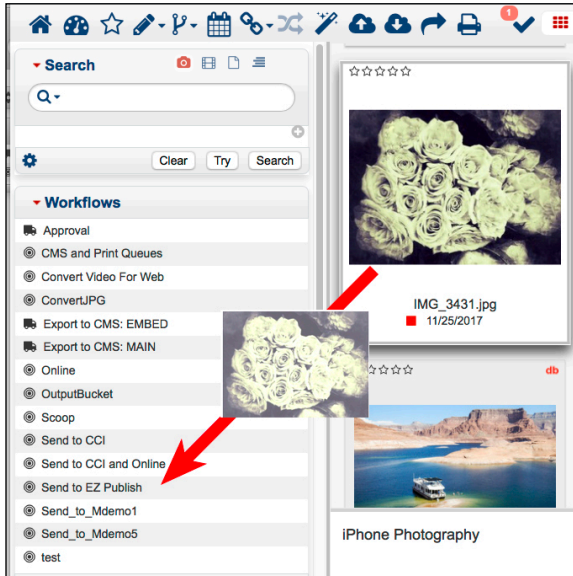 1
Search
Clear Try Search
Workflows
Approval
CMS and Print Queues
Convert Video For Web
ConvertJPG
Export to CMS: EMBED
Export to CMS: MAIN
Online
OutputBucket
Scoop
Send to CCI
Send to CCI and Online
Send to EZ Publish
Send_to_Mdemo1
Send_to_Mdemo5
test
IMG_3431.jpg
11/25/2017
db
iPhone Photography